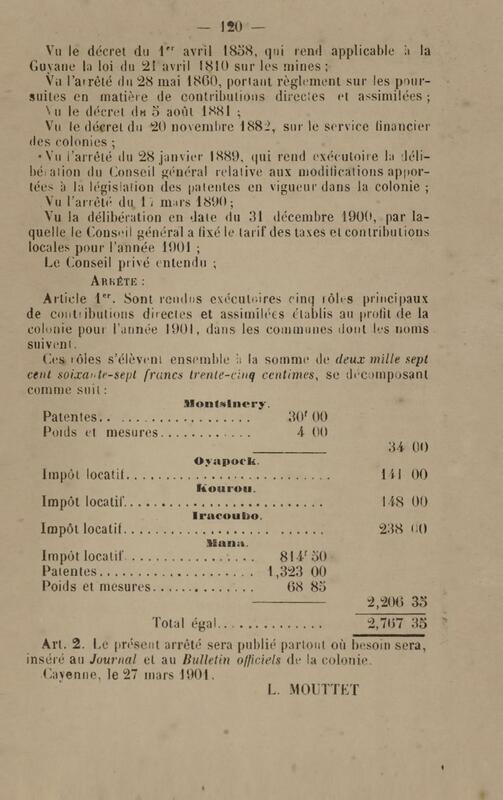 — 120 —
Vu le décret du 1er avril 1858, qui rend applicable à la
Guyane la loi du 21 avril 1810 sur les mines ;
Vu l'arrêté du 28 mai 1860, portant règlement sur les pour-
suites en matière de contributions directes et assimilées ;
Vu le décret du 5 août 1881 ;
Vu le décret du 20 novembre 1882, sur le service financier
des colonies ;
Vu l'arrêté du 28 janvier 1889, qui rend exécutoire la déli-
bération du Conseil général relative aux modifications appor-
tées à la législation des patentes en vigueur dans la colonie ;
Vu l'arrêté du mars 1890 ;
Vu la délibération en date du 31 décembre 1900, par la-
quelle le Conseil général a fixé le tarif des taxes et contributions
locales pour l'année 1901 ;
Le Conseil privé entendu ;
ARRÊTE :
Article 1er. Sont rendus exécutoires cinq rôles principaux
de contributions directes et assimilées établis au profit de la
colonie pour l'année 1901, dans les communes dont les noms
suivent.
Ces rôles s'élèvent ensemble à la somme de deux mille sept
cent soixante-sept francs trente-cinq centimes, se décomposant
comme suit :
Montsinery.
Patentes.................... 30f 00
Poids et mesures............ 4 00
34 00
Oyapock.
Impôt locatif............................ 141 00
Kourou.
Impôt locatif............................ 148 00
Iracoubo.
Impôt locatif............................ 238 00
Mana.
Impôt locatif................ 814f 50
Patentes.................... 1,323 00
Poids et mesures............. 68 85
2,206 35
Total égal.............. 2,767 35
Art. 2. Le présent arrêté sera publié partout où besoin sera,
inséré au Journal et au Bulletin officiels de la colonie.
Cayenne, le 27 mars 1901.
L. MOUTTET